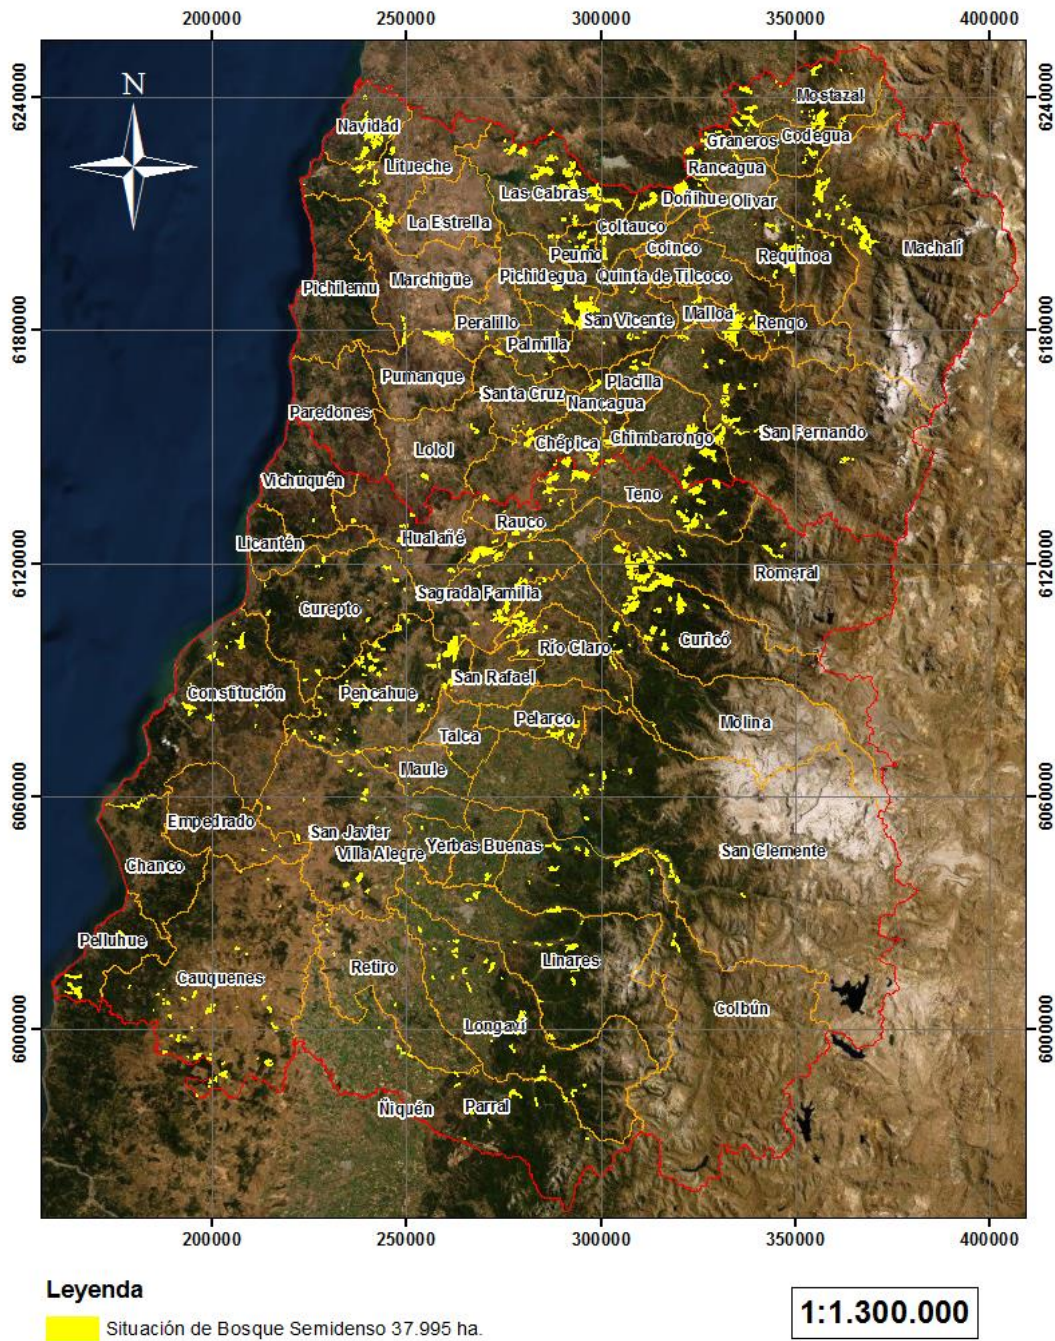 200000 250000 300000 350000 400000
N
6240000 6240000
Mostazal
Navidad
Graneros Codegua
Litueche Rancagua
Las Cabras Doñihue Olivar
La Estrella Coltauco
Peumo Coinco Requínoa Machalí
Marchigüe Pichidegua Quinta de Tilcoco
Pichilemu
Peralillo San Vicente Malloa Rengo
6180000 6180000
Palmilla
Pumanque Placilla
Santa Cruz Nancagua
Paredones
Lolol Chépica Chimbarongo San Fernando
Vichuquén Teno
Rauco
Licantén Hualañé
6120000 6120000
Romeral
Sagrada Familia
Curepto
Río Claro Curicó
San Rafael
Constitución Pencahue
Pelarco Molina
Talca
Maule
6060000 6060000
Empedrado San Javier
Villa Alegre Yerbas Buenas San Clemente
Chanco
Pelluhue
Cauquenes Retiro Linares
Colbún
Longaví
6000000 6000000
Ñiquén Parral
200000 250000 300000 350000 400000
Leyenda
Situación de Bosque Semidenso 37.995 ha.
1:1.300.000